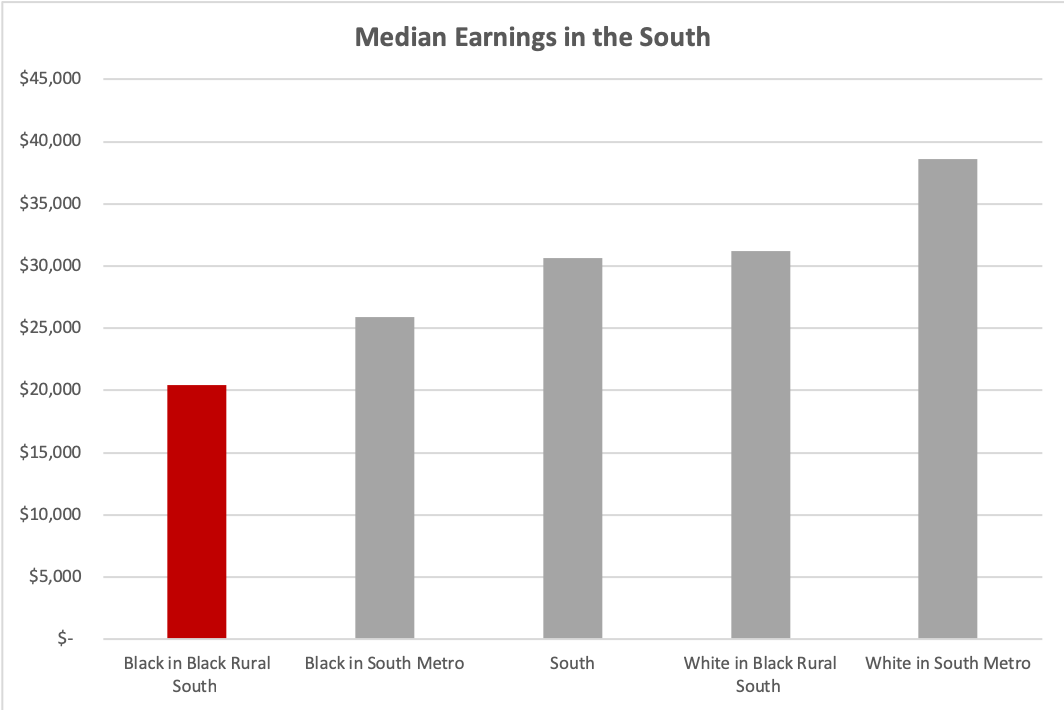 Median Earnings in the South
$45,000
$40,000
$35,000
$30,000
$25,000
$20,000
$15,000
$10,000
$5,000
$-
Black in Black Rural
South
Black in South Metro
South
White in Black Rural
South
White in South Metro